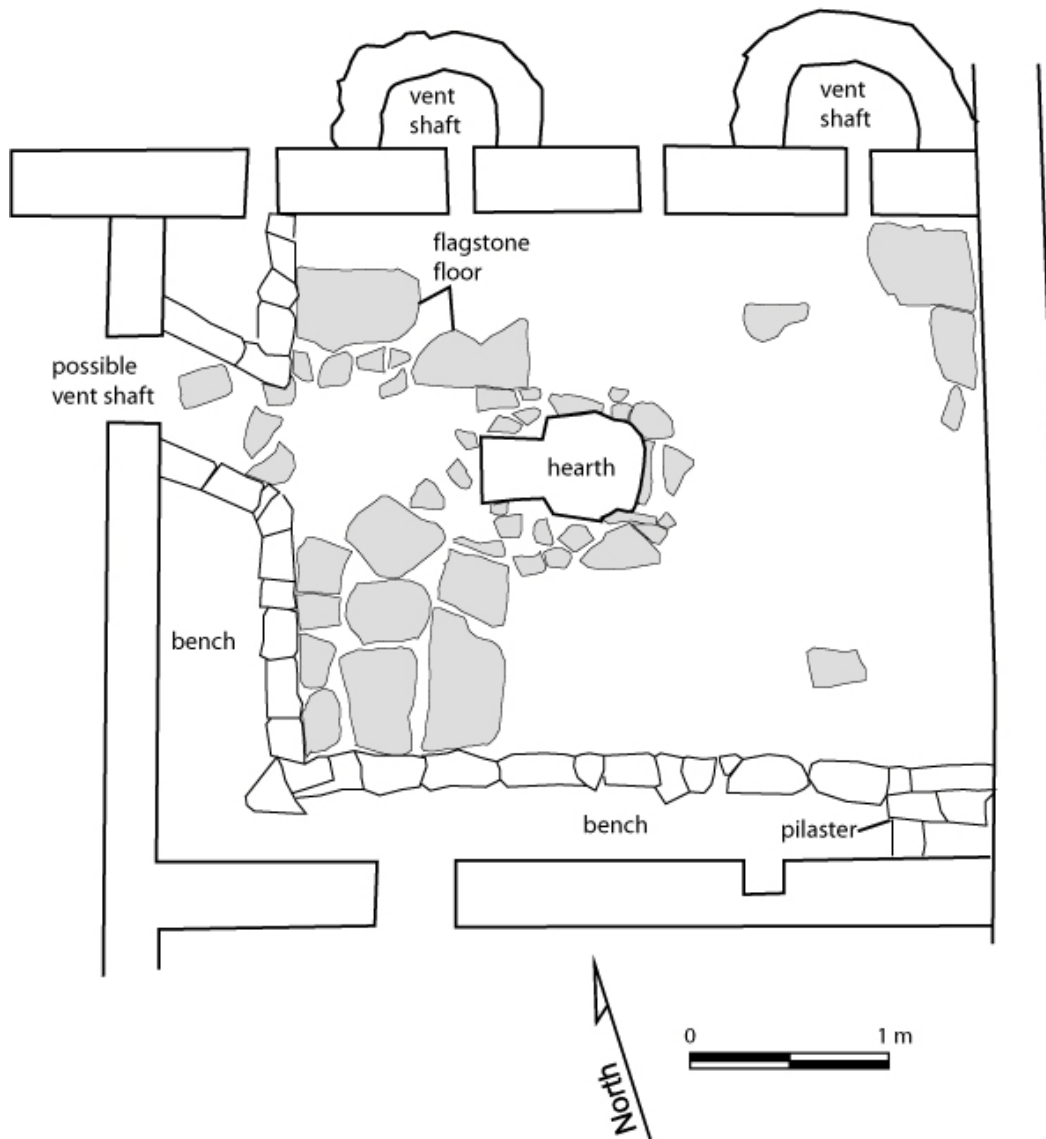 vent
shaft
vent
shaft
flagstone
floor
possible
vent shaft
hearth
bench
bench
pilaster
0 1 m
North